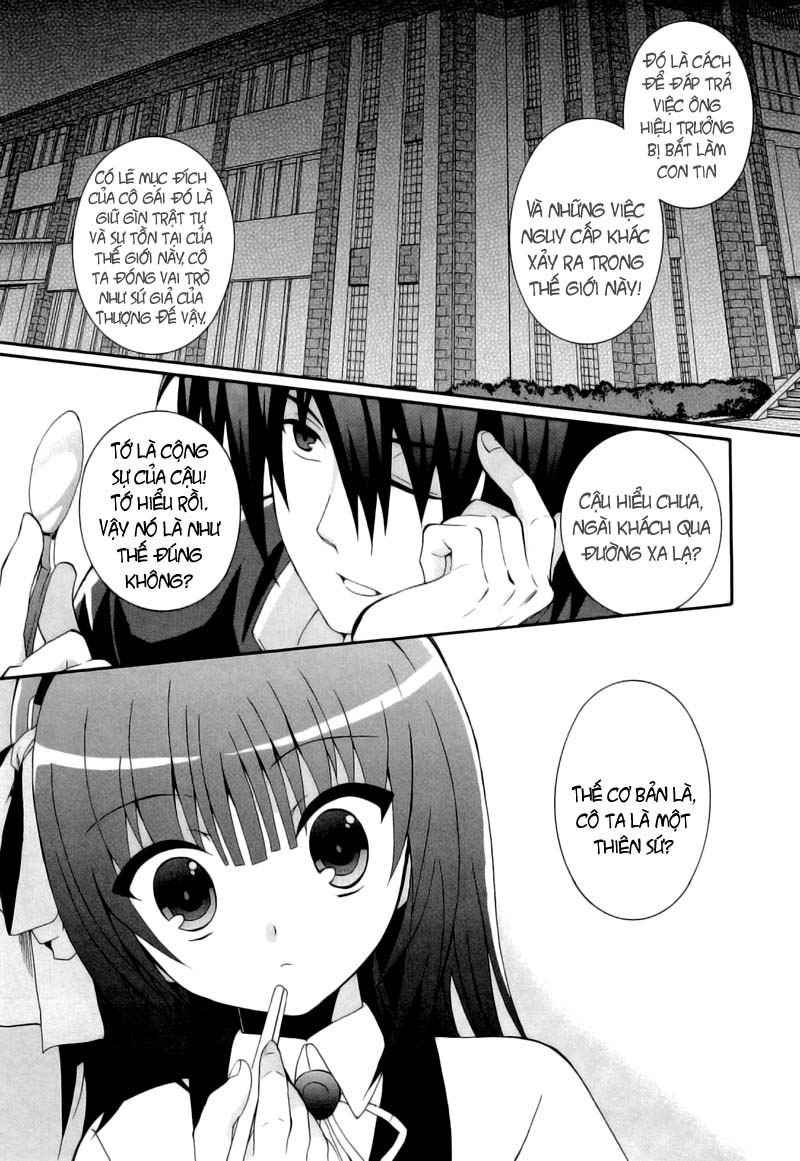 ĐÓ LÀ CÁCH
ĐỂ ĐÁP TRẢ
VIỆC ÔNG
HIỆU TRƯỞNG
BỊ BẮT LÀM
CON TIN
VÀ NHỮNG VIỆC
NGUY CẤP KHÁC
XẢY RA TRONG
THẾ GIỚI NÀY!
CÓ LẼ MỤC ĐÍCH
CỦA CÔ GÁI ĐÓ LÀ
GIỮ GÌN TRẬT TỰ
VÀ SỰ TỒN TẠI CỦA
THẾ GIỚI NÀY, CÔ
TA ĐÓNG VAI TRÒ
NHƯ SỨ GIẢ CỦA
THƯỢNG ĐẾ VẬY.
CẬU HIỂU CHƯA,
NGÀI KHÁCH QUA
ĐƯỜNG XA LẠ?
TỚ LÀ CỘNG
SỰ CỦA CẬU!
TỚ HIỂU RỒI.
VẬY NÓ LÀ NHƯ
THẾ ĐÚNG
KHÔNG?
THẾ CƠ BẢN LÀ,
CÔ TA LÀ MỘT
THIÊN SỨ?